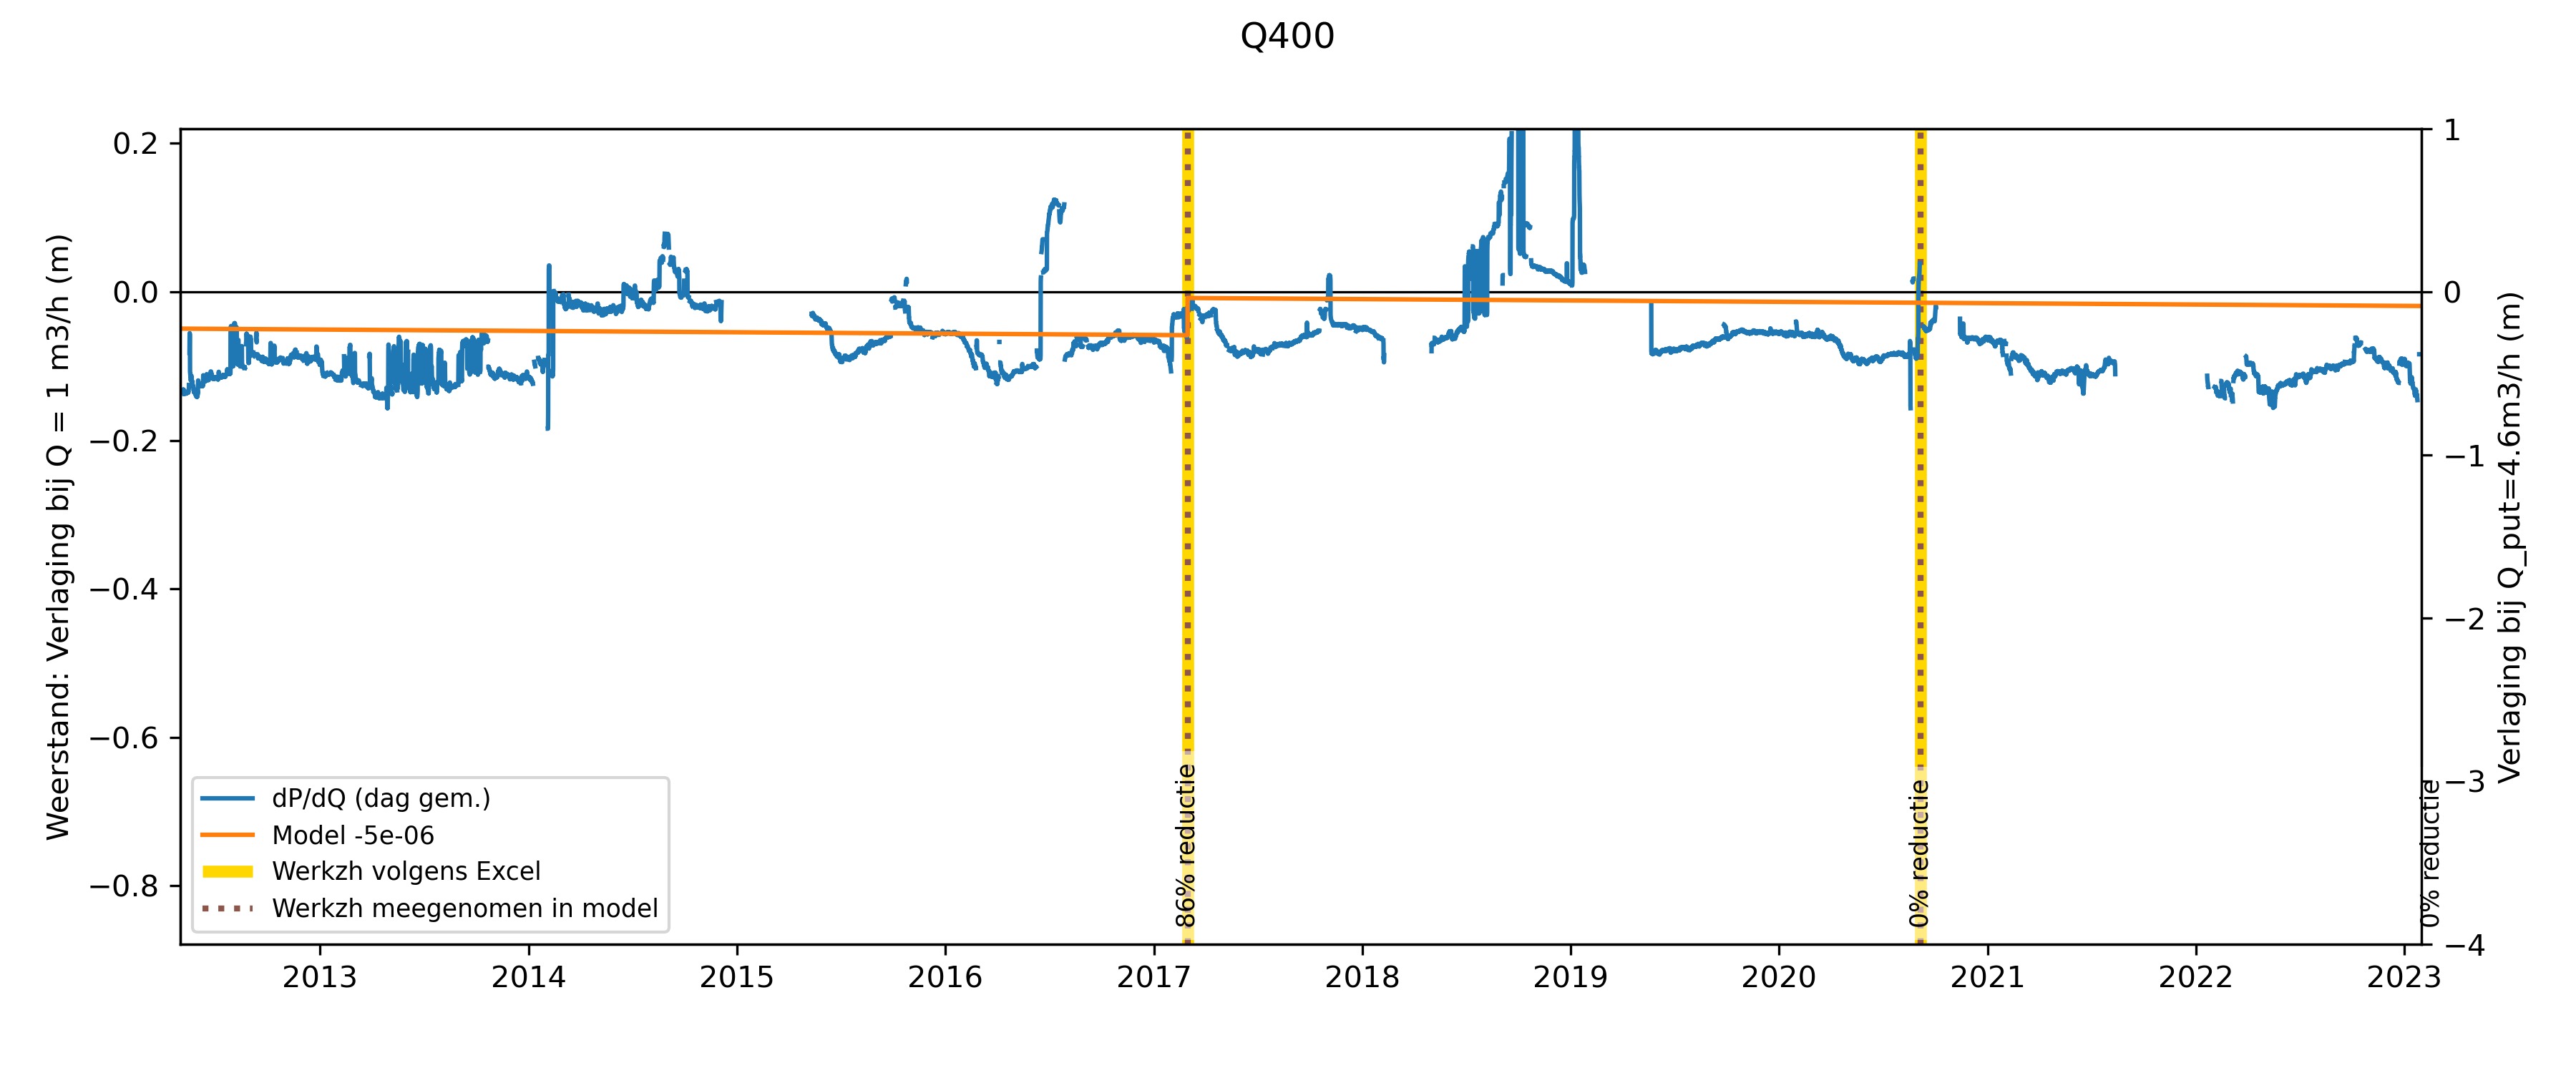 Q400
Weerstand: Verlaging bij Q = 1 m3/h (m)
0.2
0.0
−0.2
−0.4
−0.6
−0.8
1
0
−1
−2
−3
−4
Verlaging bij Q_put=4.6m3/h (m)
86% reductie
0% reductie
0% reductie
dP/dQ (dag gem.)
Model -5e-06
Werkzh volgens Excel
Werkzh meegenomen in model
2013 2014 2015 2016 2017 2018 2019 2020 2021 2022 2023